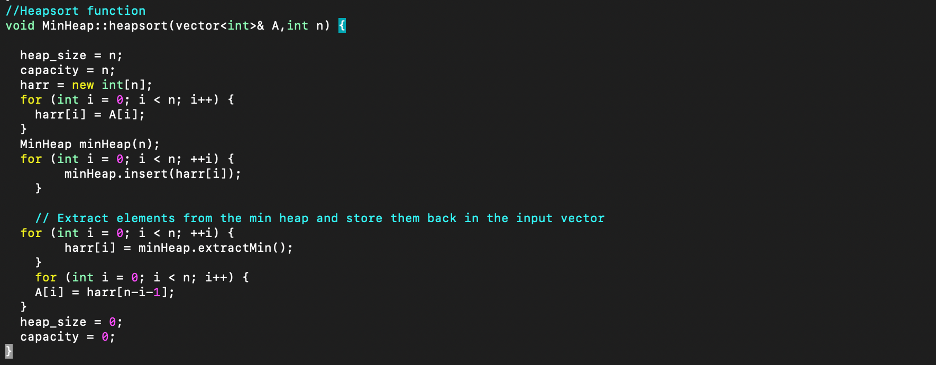 //Heapsort function
void MinHeap::heapsort(vector<int>& A,int n) {
heap_size = n;
capacity = n;
harr = new int[n];
for (int i = 0; i < n; i++) {
harr[i] = A[i];
}
MinHeap minHeap(n);
for (int i = 0; i < n; ++i) {
minHeap.insert(harr[i]);
}
// Extract elements from the min heap and store them back in the input vector
for (int i = 0; i < n; ++i) {
harr[i] = minHeap.extractMin();
}
for (int i = 0; i < n; i++) {
A[i] = harr[n-i-1];
}
heap_size = 0;
capacity = 0;
}